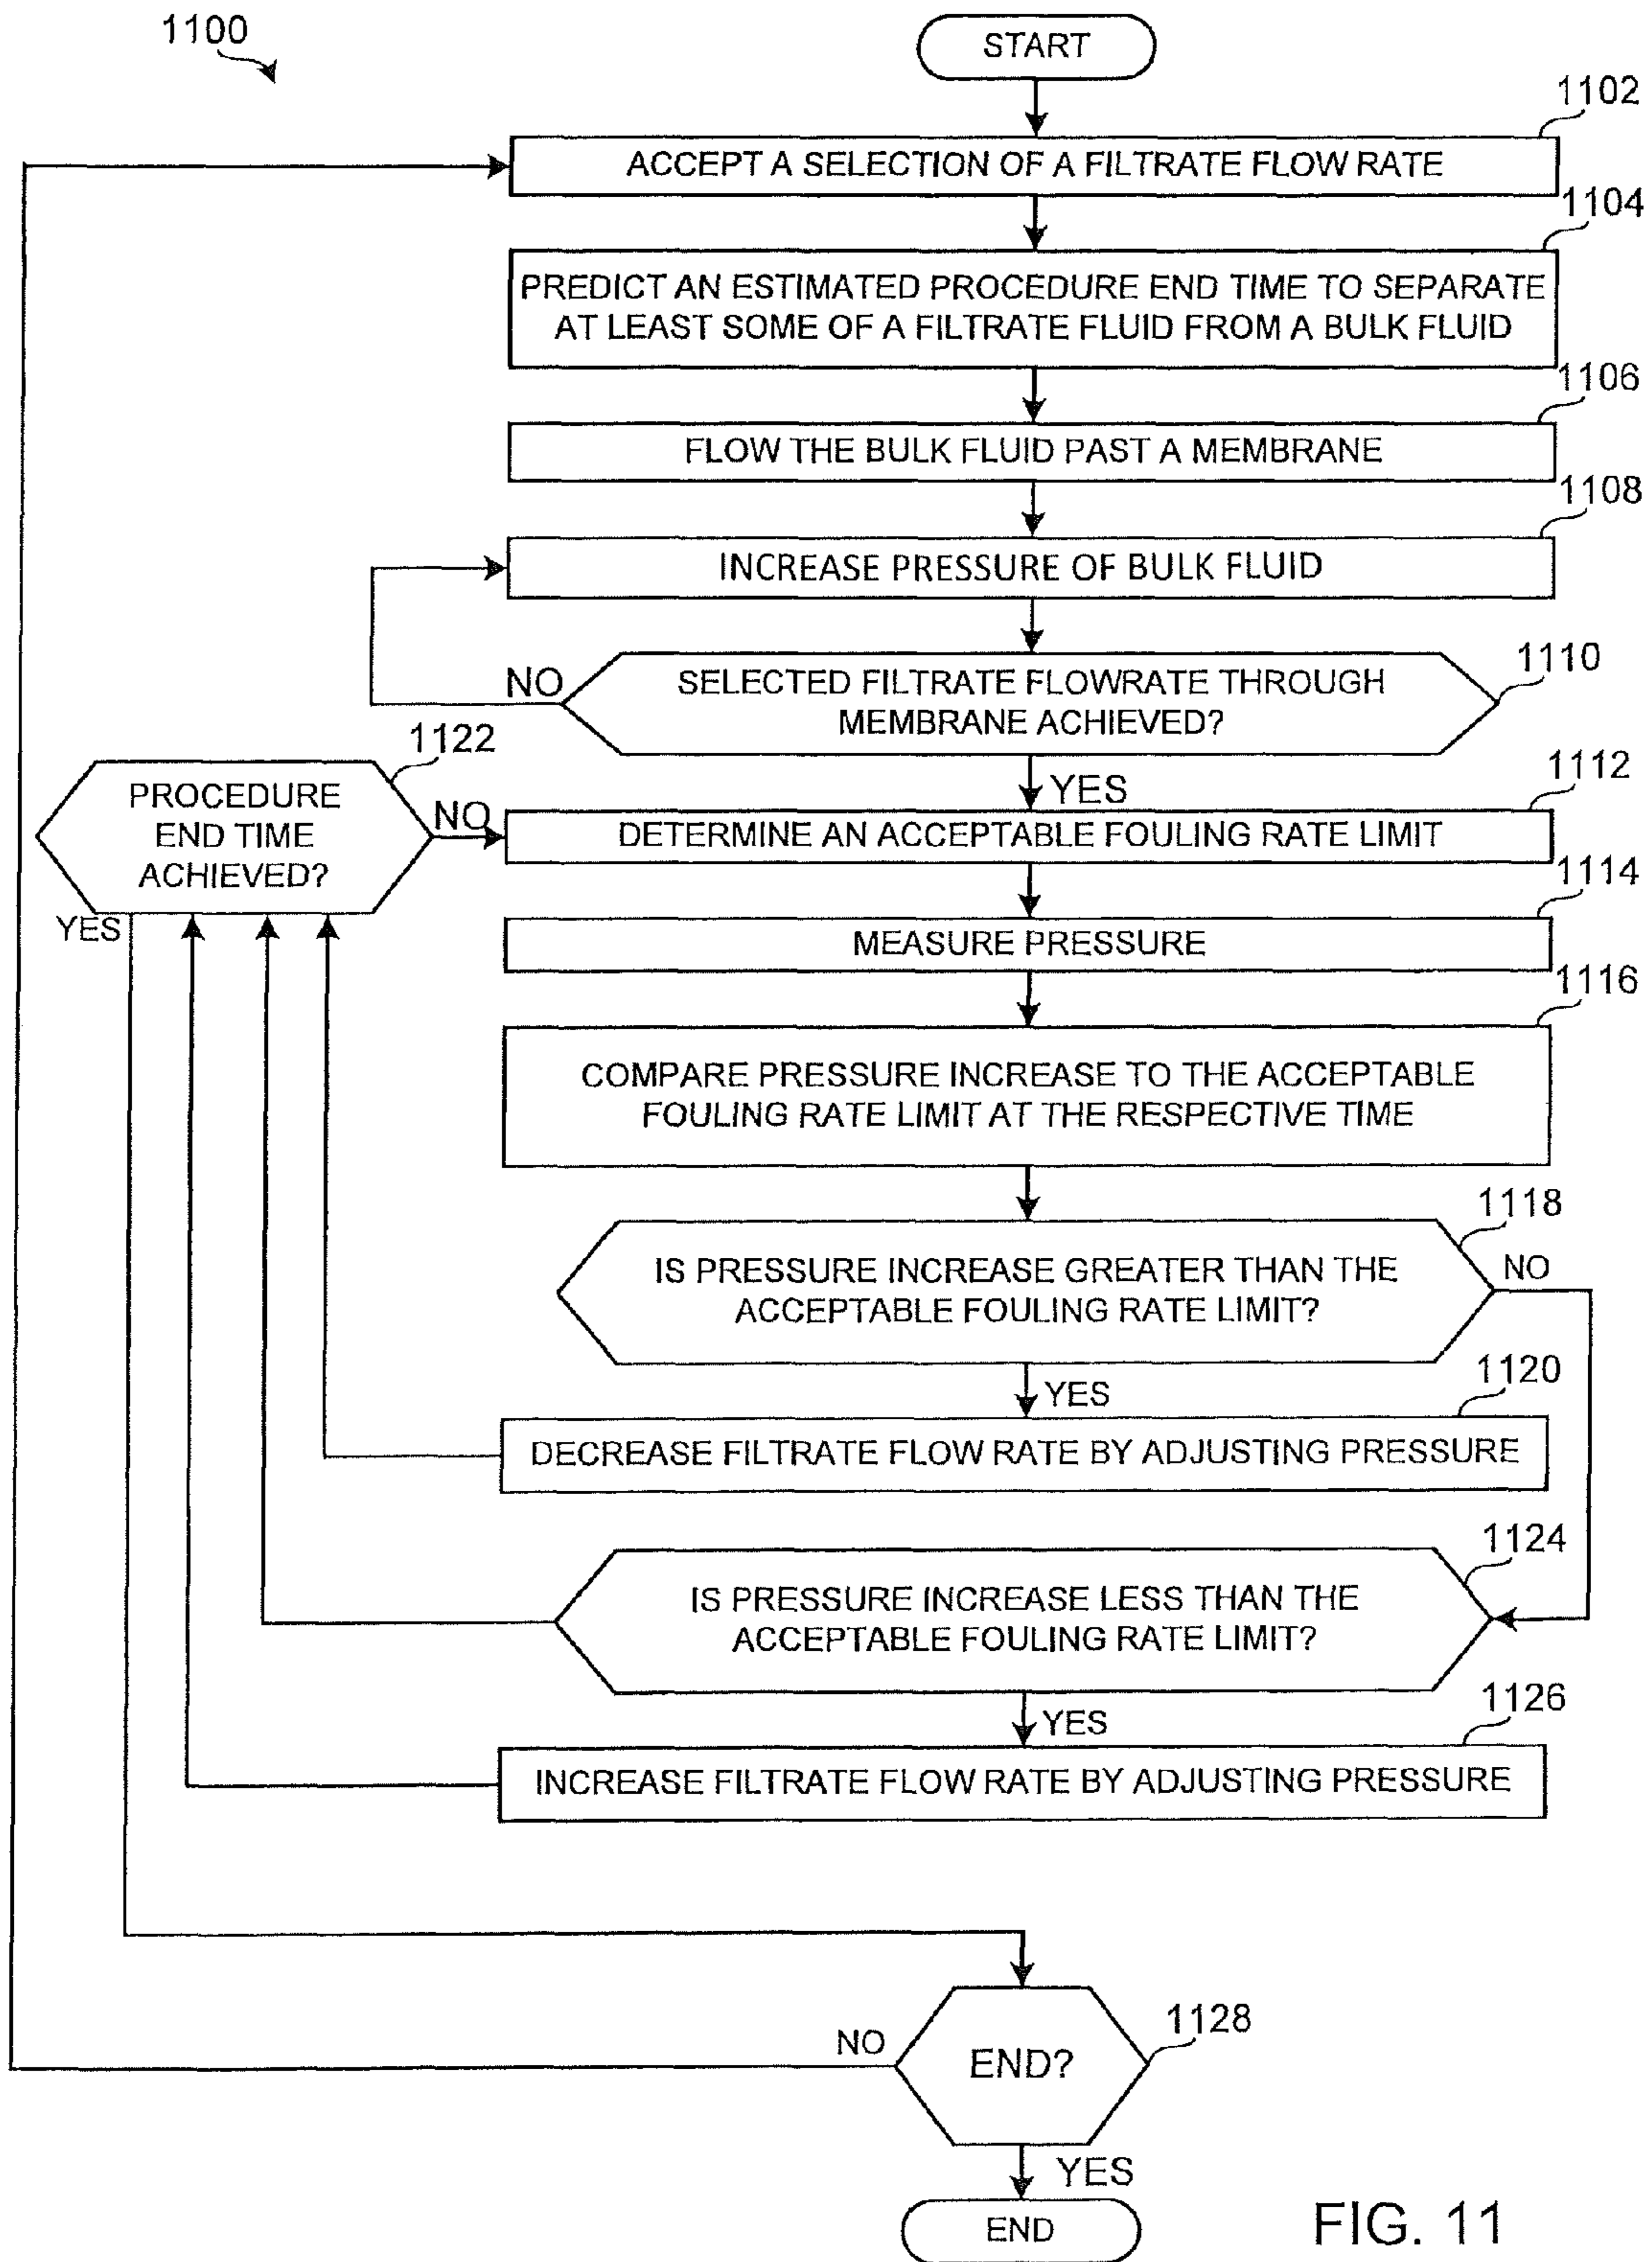 1100
START
1102
ACCEPT A SELECTION OF A FILTRATE FLOW RATE
1104
PREDICT AN ESTIMATED PROCEDURE END TIME TO SEPARATE
AT LEAST SOME OF A FILTRATE FLUID FROM A BULK FLUID
1106
FLOW THE BULK FLUID PAST A MEMBRANE
1108
INCREASE PRESSURE OF BULK FLUID
1110
SELECTED FILTRATE FLOWRATE THROUGH
MEMBRANE ACHIEVED?
NO
YES
1122
PROCEDURE
END TIME
ACHIEVED?
NO
YES
1112
DETERMINE AN ACCEPTABLE FOULING RATE LIMIT
1114
MEASURE PRESSURE
1116
COMPARE PRESSURE INCREASE TO THE ACCEPTABLE
FOULING RATE LIMIT AT THE RESPECTIVE TIME
1118
IS PRESSURE INCREASE GREATER THAN THE
ACCEPTABLE FOULING RATE LIMIT?
NO
YES
1120
DECREASE FILTRATE FLOW RATE BY ADJUSTING PRESSURE
1124
IS PRESSURE INCREASE LESS THAN THE
ACCEPTABLE FOULING RATE LIMIT?
YES
1126
INCREASE FILTRATE FLOW RATE BY ADJUSTING PRESSURE
1128
END?
NO
YES
END
FIG. 11